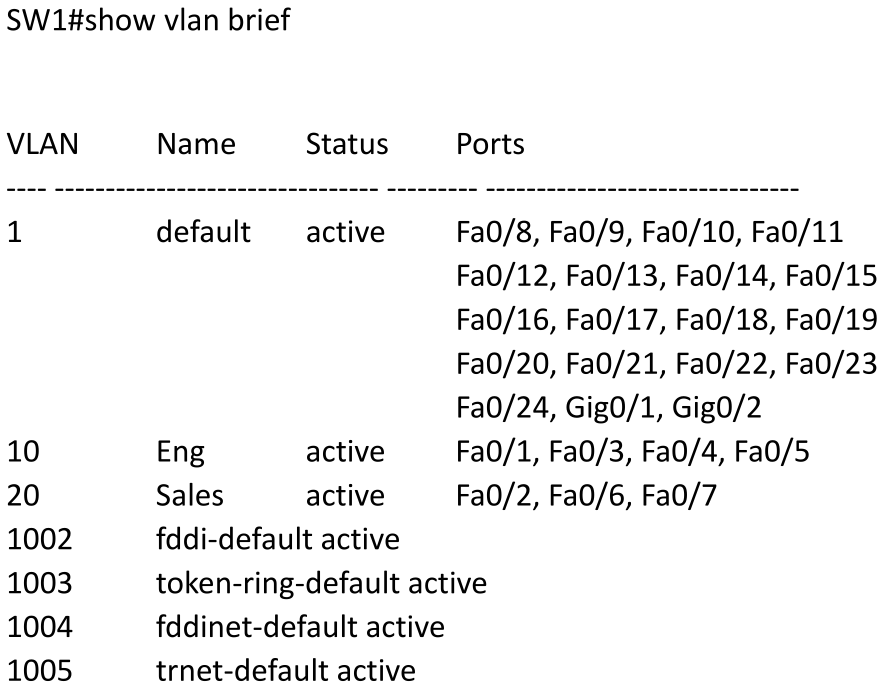 SW1#show vlan brief
VLAN Name Status Ports
---- -------------------------------- --------- -------------------------------
1 default active Fa0/8, Fa0/9, Fa0/10, Fa0/11
Fa0/12, Fa0/13, Fa0/14, Fa0/15
Fa0/16, Fa0/17, Fa0/18, Fa0/19
Fa0/20, Fa0/21, Fa0/22, Fa0/23
Fa0/24, Gig0/1, Gig0/2
10 Eng active Fa0/1, Fa0/3, Fa0/4, Fa0/5
20 Sales active Fa0/2, Fa0/6, Fa0/7
1002 fddi-default active
1003 token-ring-default active
1004 fddinet-default active
1005 trnet-default active